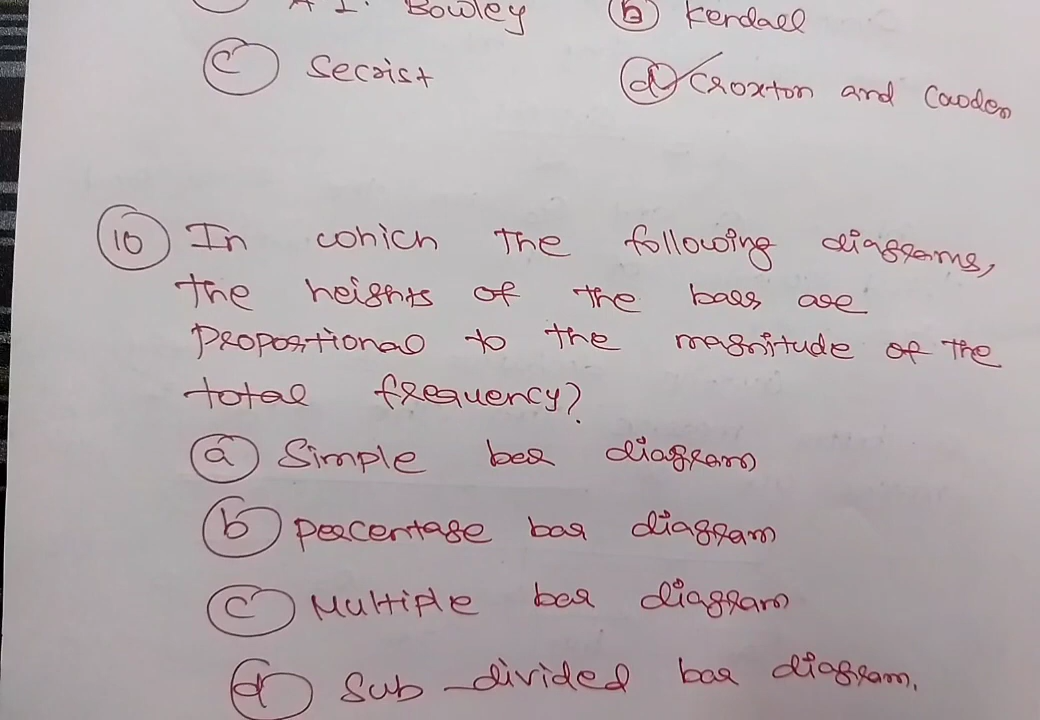 A I. Bowley (b) Kendall
(c) Secrist (d) Croxton and Cowden
(10) In which the following diagrams,
the heights of the bars are
proportional to the magnitude of the
total frequency?
(a) Simple bar diagram
(b) percentage bar diagram
(c) Multiple bar diagram
(d) Sub-divided bar diagram.